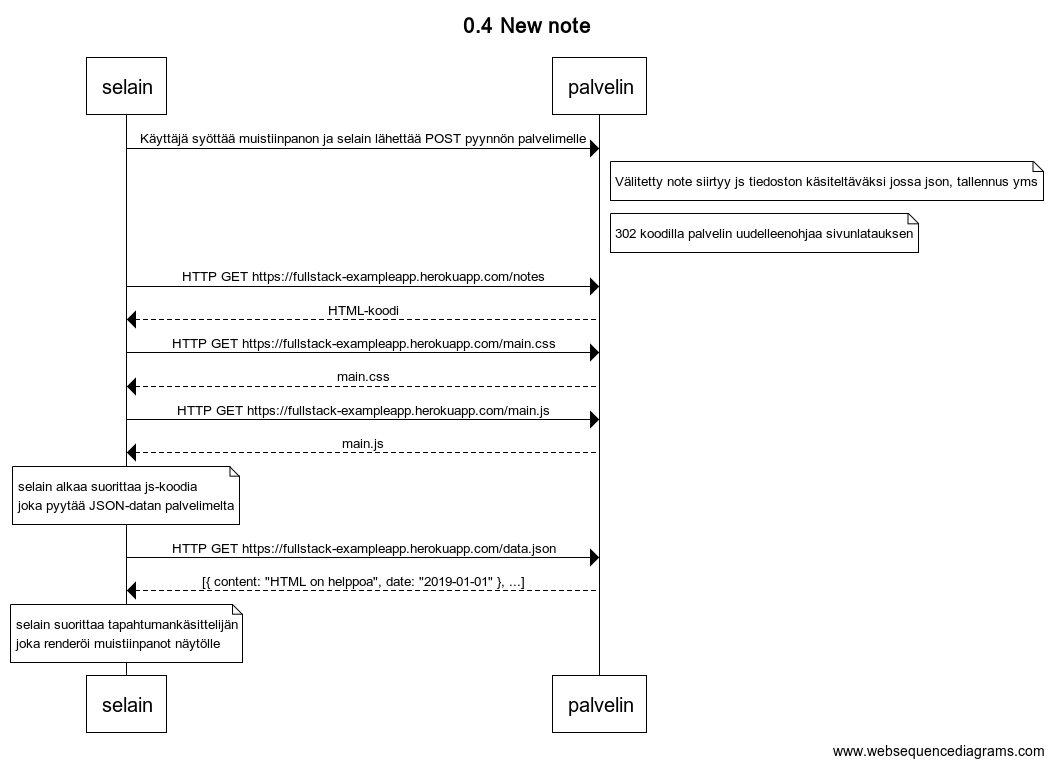 0.4 New note
selain
palvelin
Käyttäjä syöttää muistiinpanon ja selain lähettää POST pyynnön palvelimelle
Välitetty note siirtyy js tiedoston käsiteltäväksi jossa json, tallennus yms
302 koodilla palvelin uudelleenohjaa sivunlatauksen
HTTP GET https://fullstack-exampleapp.herokuapp.com/notes
HTML-koodi
HTTP GET https://fullstack-exampleapp.herokuapp.com/main.css
main.css
HTTP GET https://fullstack-exampleapp.herokuapp.com/main.js
main.js
selain alkaa suorittaa js-koodia
joka pyytää JSON-datan palvelimelta
HTTP GET https://fullstack-exampleapp.herokuapp.com/data.json
[{ content: "HTML on helppoa", date: "2019-01-01" }, ...]
selain suorittaa tapahtumankäsittelijän
joka renderöi muistiinpanot näytölle
selain
palvelin
www.websequencediagrams.com